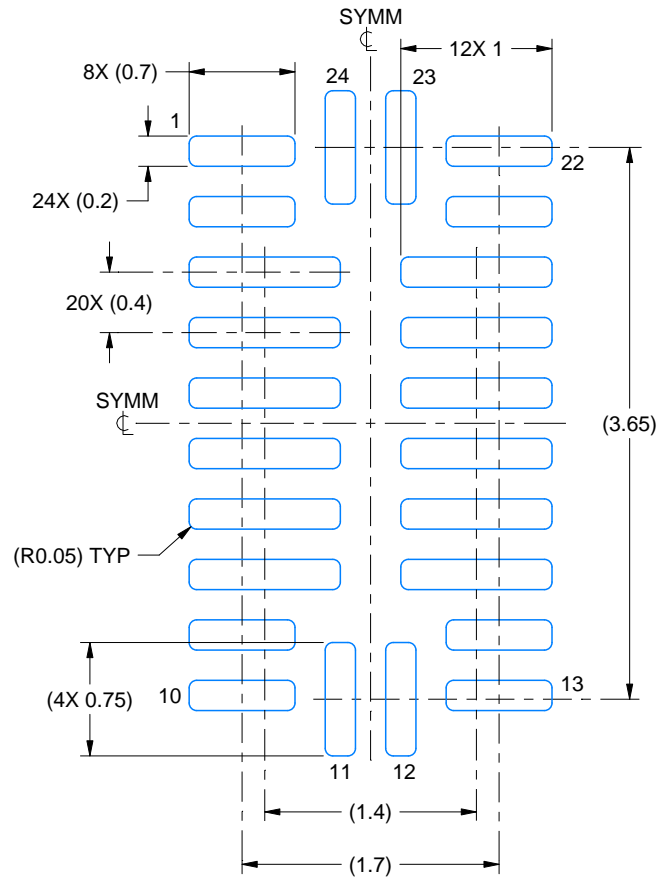 SYMM
24
23
12X 1
8X (0.7)
1
22
24X (0.2)
20X (0.4)
SYMM
(3.65)
(R0.05) TYP
(4X 0.75)
10
13
11
12
(1.4)
(1.7)